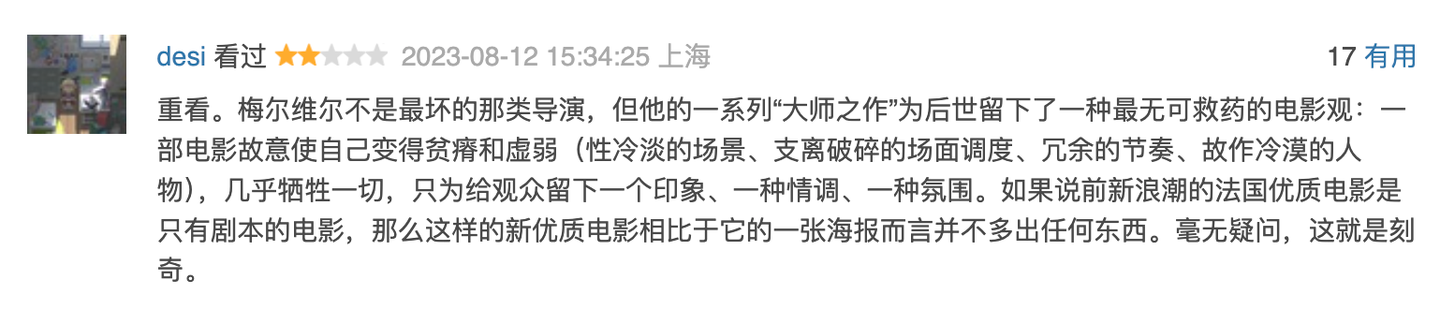 desi 看过 2023-08-12 15:34:25 上海 17 有用
重看。梅尔维尔不是最坏的那类导演，但他的一系列“大师之作”为后世留下了一种最无可救药的电影观：一
部电影故意使自己变得贫瘠和虚弱（性冷淡的场景、支离破碎的场面调度、冗余的节奏、故作冷漠的人
物），几乎牺牲一切，只为给观众留下一个印象、一种情调、一种氛围。如果说前新浪潮的法国优质电影是
只有剧本的电影，那么这样的新优质电影相比于它的一张海报而言并不多出任何东西。毫无疑问，这就是刻
奇。